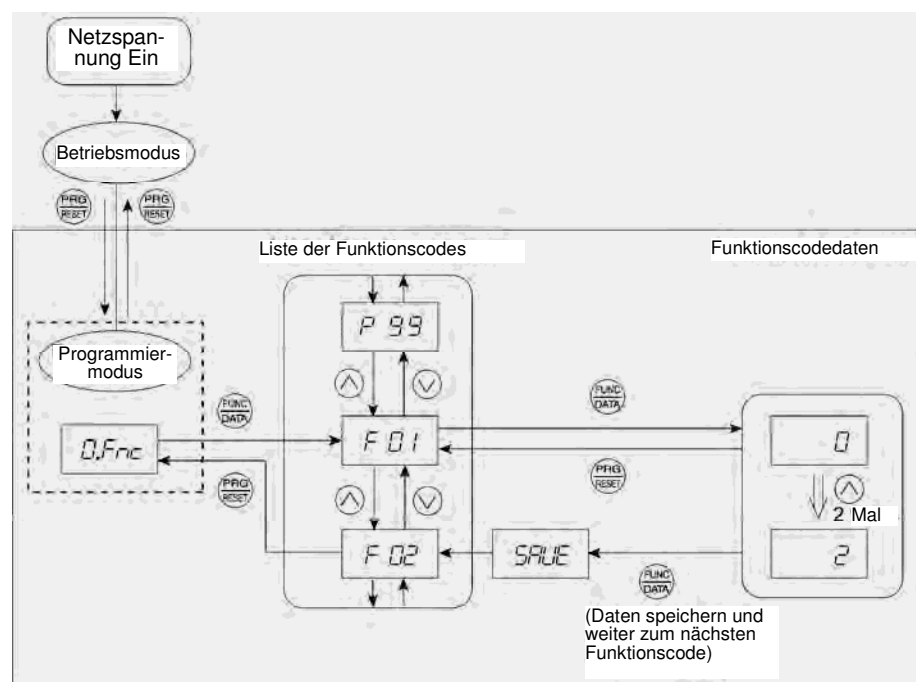 Netzspan-
nung Ein
Betriebsmodus
PRG
RESET
PRG
RESET
Liste der Funktionscodes
Funktionscodedaten
P 99
Programmier-
modus
FUNC
DATA
FUNC
DATA
0.Fnc
F 01
0
PRG
RESET
PRG
RESET
2 Mal
F 02
SAVE
2
FUNC
DATA
(Daten speichern und
weiter zum nächsten
Funktionscode)